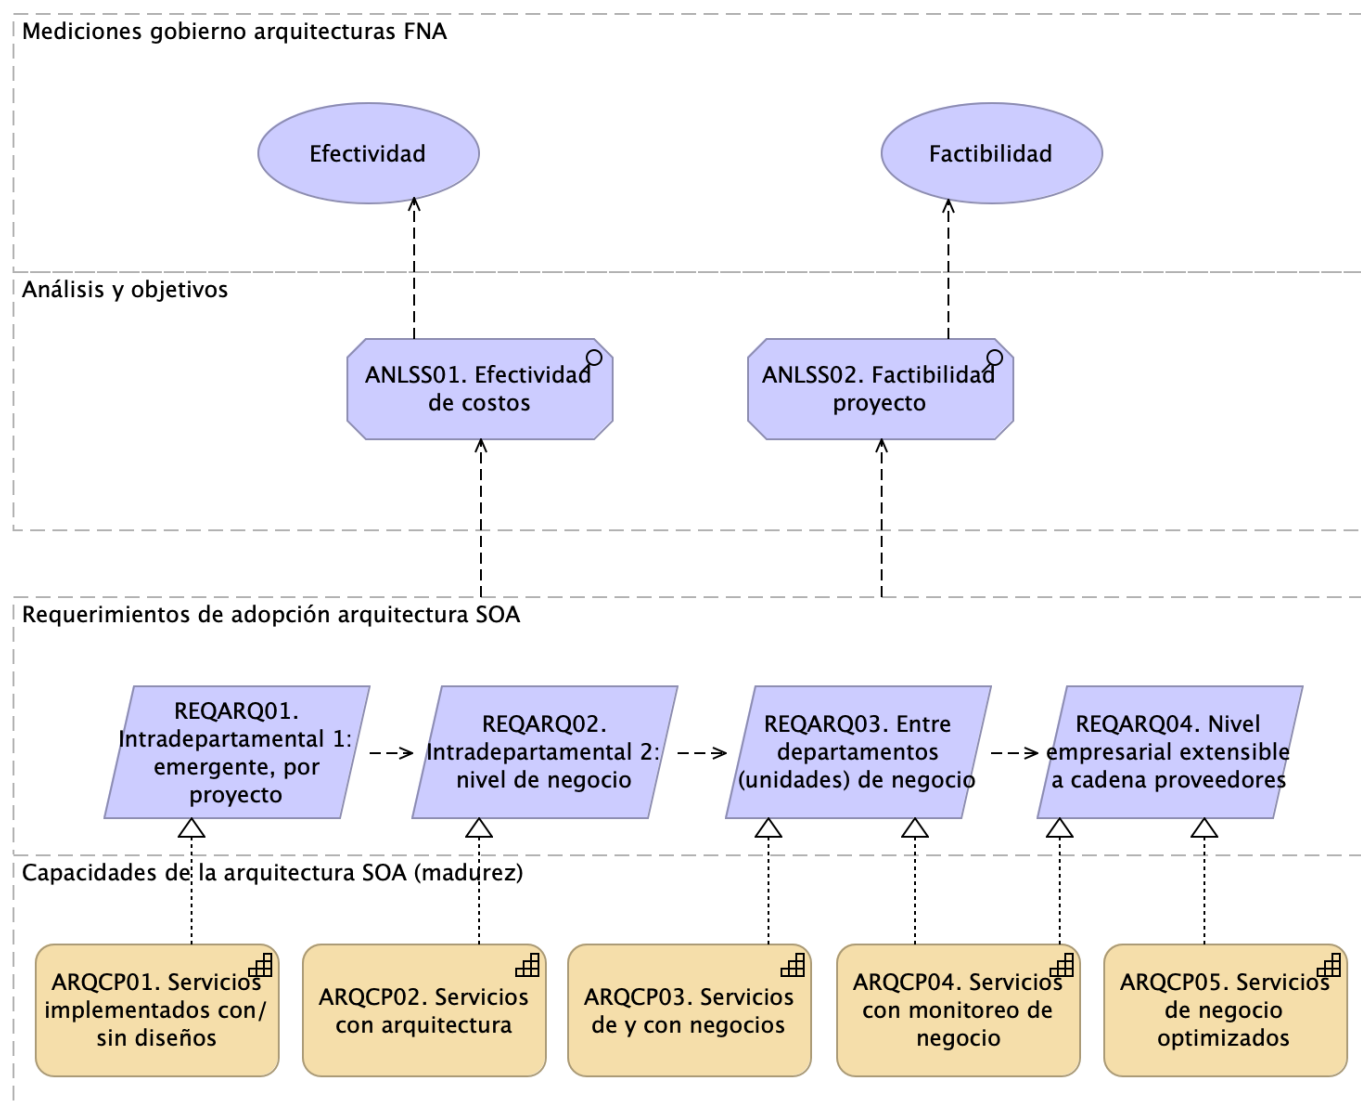 Mediciones gobierno arquitecturas FNA
Efectividad
Factibilidad
Análisis y objetivos
ANLSS01. Efectividad
de costos
ANLSS02. Factibilidad
proyecto
Requerimientos de adopción arquitectura SOA
REQARQ01.
Intradepartamental 1:
emergente, por
proyecto
REQARQ02.
Intradepartamental 2:
nivel de negocio
REQARQ03. Entre
departamentos
(unidades) de negocio
REQARQ04. Nivel
empresarial extensible
a cadena proveedores
Capacidades de la arquitectura SOA (madurez)
ARQCP01. Servicios
implementados con/
sin diseños
ARQCP02. Servicios
con arquitectura
ARQCP03. Servicios
de y con negocios
ARQCP04. Servicios
con monitoreo de
negocio
ARQCP05. Servicios
de negocio
optimizados